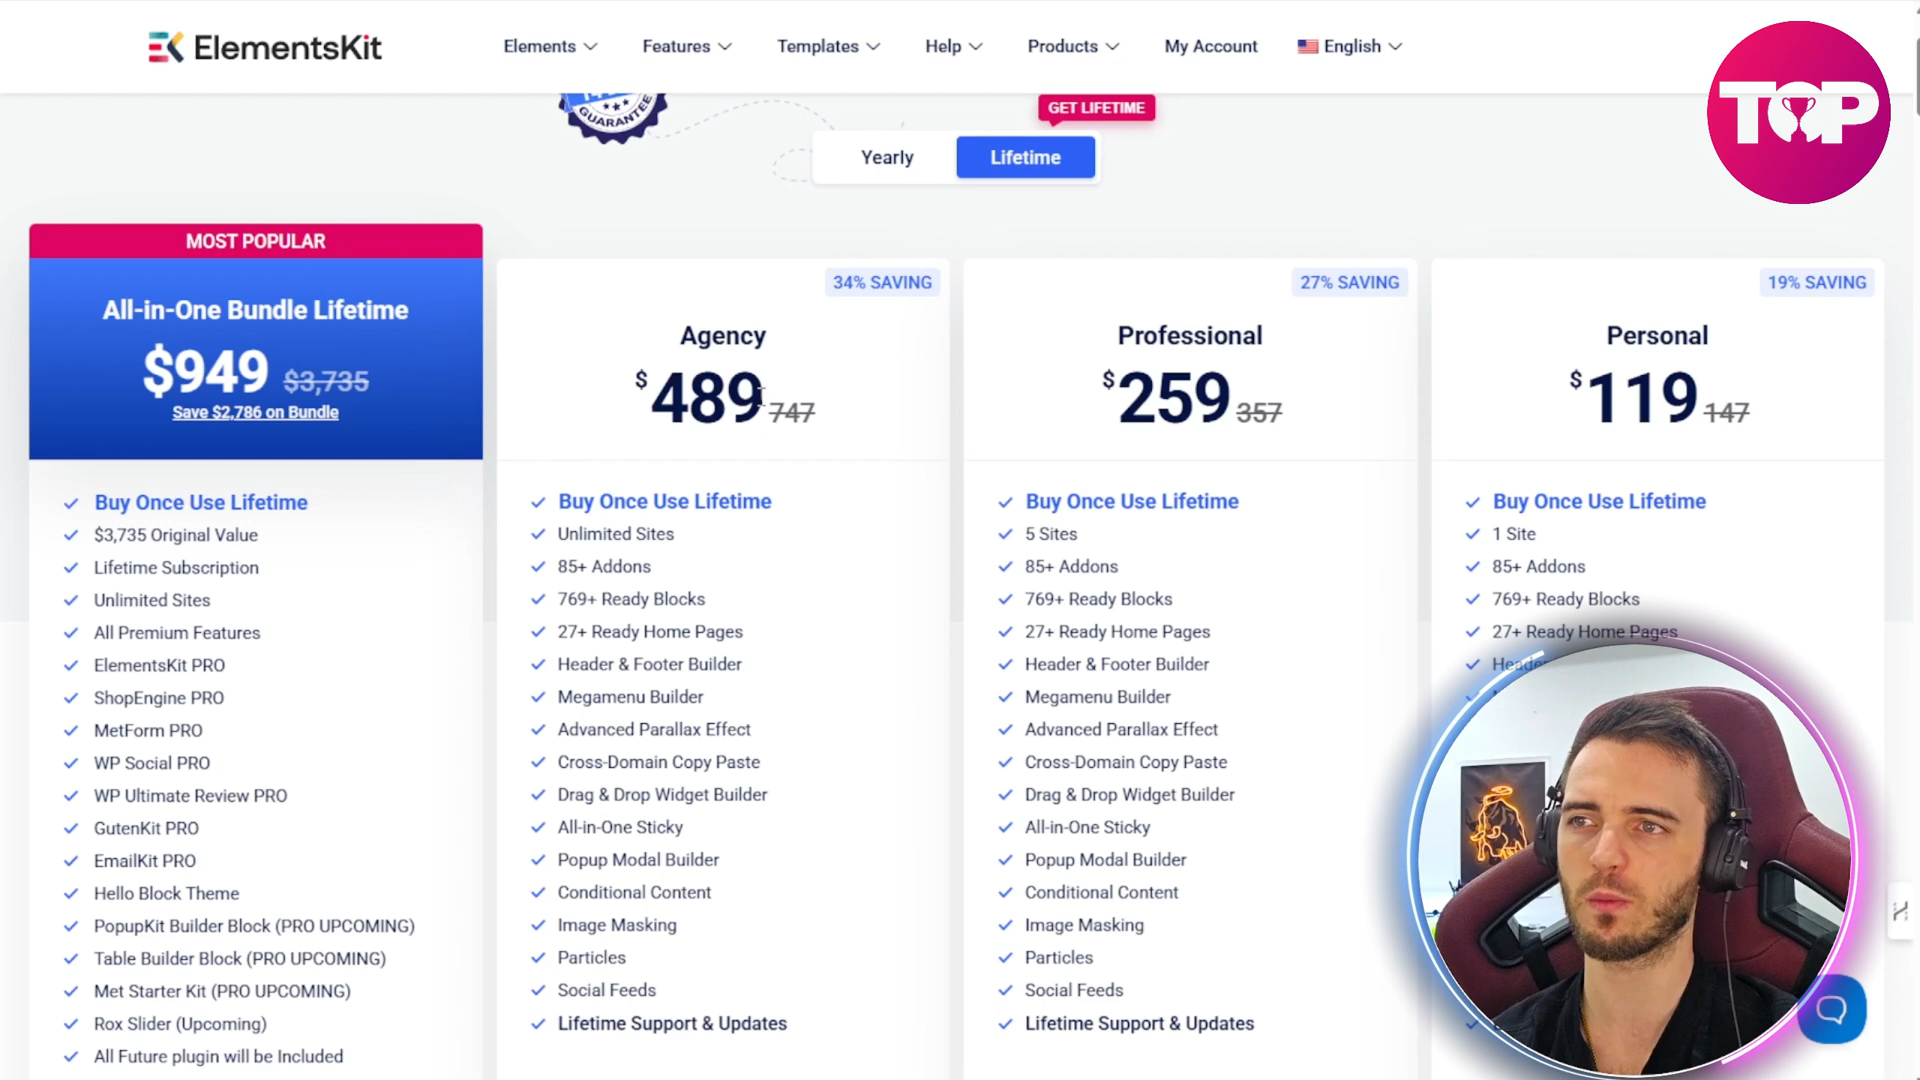 ElementsKit
Elements
Features
Templates
Help
Products
My Account
English
TOP
GUARANTEE
GET LIFETIME
Yearly
Lifetime
MOST POPULAR
All-in-One Bundle Lifetime
$949 $3,735
Save $2,786 on Bundle
Buy Once Use Lifetime
$3,735 Original Value
Lifetime Subscription
Unlimited Sites
All Premium Features
ElementsKit PRO
ShopEngine PRO
MetForm PRO
WP Social PRO
WP Ultimate Review PRO
GutenKit PRO
EmailKit PRO
Hello Block Theme
PopupKit Builder Block (PRO UPCOMING)
Table Builder Block (PRO UPCOMING)
Met Starter Kit (PRO UPCOMING)
Rox Slider (Upcoming)
All Future plugin will be Included
34% SAVING
Agency
$489 747
Buy Once Use Lifetime
Unlimited Sites
85+ Addons
769+ Ready Blocks
27+ Ready Home Pages
Header & Footer Builder
Megamenu Builder
Advanced Parallax Effect
Cross-Domain Copy Paste
Drag & Drop Widget Builder
All-in-One Sticky
Popup Modal Builder
Conditional Content
Image Masking
Particles
Social Feeds
Lifetime Support & Updates
27% SAVING
Professional
$259 357
Buy Once Use Lifetime
5 Sites
85+ Addons
769+ Ready Blocks
27+ Ready Home Pages
Header & Footer Builder
Megamenu Builder
Advanced Parallax Effect
Cross-Domain Copy Paste
Drag & Drop Widget Builder
All-in-One Sticky
Popup Modal Builder
Conditional Content
Image Masking
Particles
Social Feeds
Lifetime Support & Updates
19% SAVING
Personal
$119 147
Buy Once Use Lifetime
1 Site
85+ Addons
769+ Ready Blocks
27+ Ready Home Pages